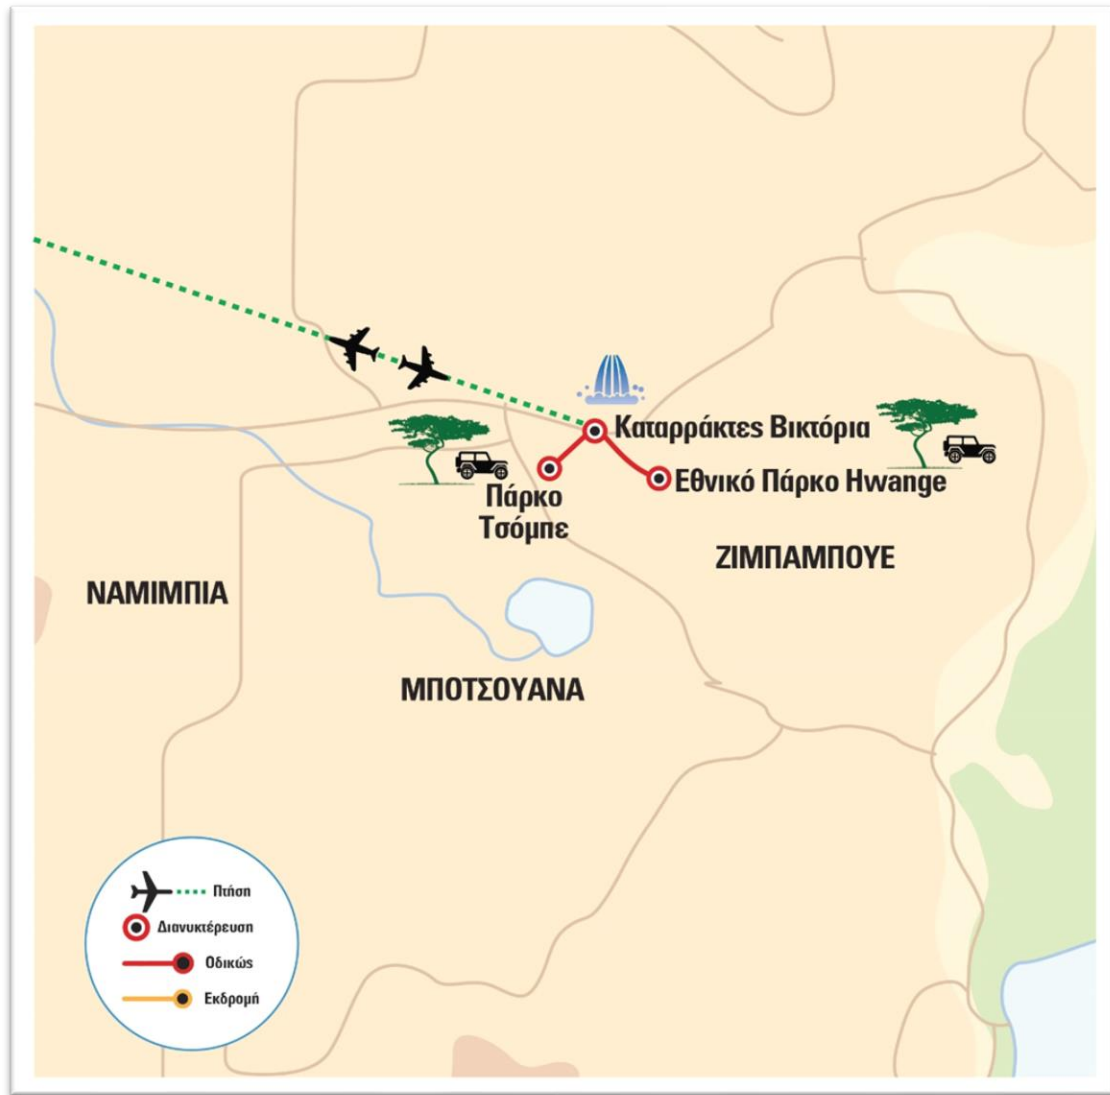 Καταρράκτες Βικτόρια
Εθνικό Πάρκο Hwange
Πάρκο
Τσόμπε
ΖΙΜΠΑΜΠΟΥΕ
ΝΑΜΙΜΠΙΑ
ΜΠΟΤΣΟΥΑΝΑ
Πτήση
Διανυκτέρευση
Οδικώς
Εκδρομή